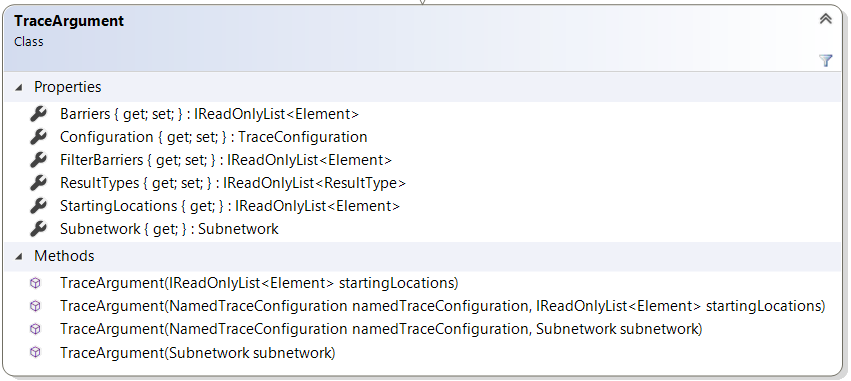 TraceArgument
Class
Properties
Barriers { get; set; } : IReadOnlyList<Element>
Configuration { get; set; } : TraceConfiguration
FilterBarriers { get; set; } : IReadOnlyList<Element>
ResultTypes { get; set; } : IReadOnlyList<ResultType>
StartingLocations { get; } : IReadOnlyList<Element>
Subnetwork { get; } : Subnetwork
Methods
TraceArgument(IReadOnlyList<Element> startingLocations)
TraceArgument(NamedTraceConfiguration namedTraceConfiguration, IReadOnlyList<Element> startingLocations)
TraceArgument(NamedTraceConfiguration namedTraceConfiguration, Subnetwork subnetwork)
TraceArgument(Subnetwork subnetwork)